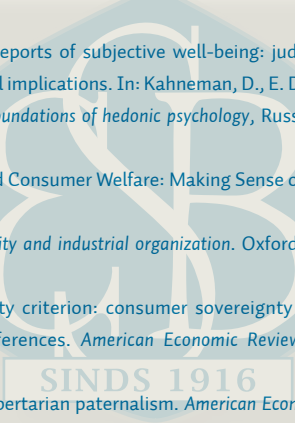 eports of subjective well-being: jud
l implications. In: Kahneman, D., E. D
undations of hedonic psychology, Russ
d Consumer Welfare: Making Sense o
ity and industrial organization. Oxford
ty criterion: consumer sovereignty
ferences. American Economic Review
SINDS 1916
pertarian paternalism. American Econ